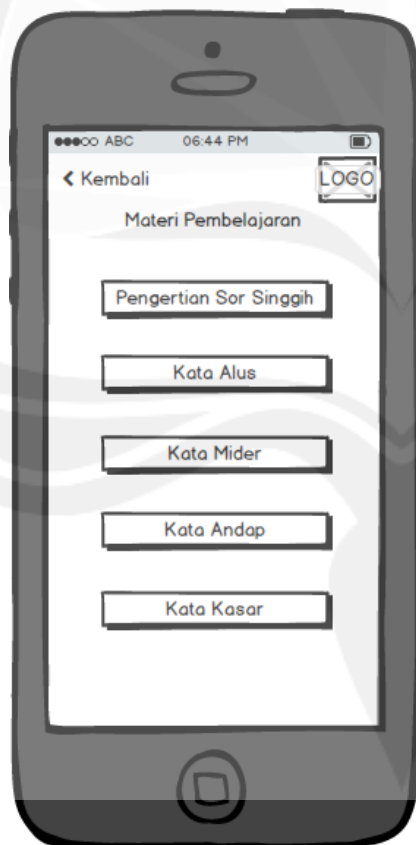 ABC 06:44 PM
Kembali
LOGO
Materi Pembelajaran
Pengertian Sor Singgih
Kata Alus
Kata Mider
Kata Andap
Kata Kasar